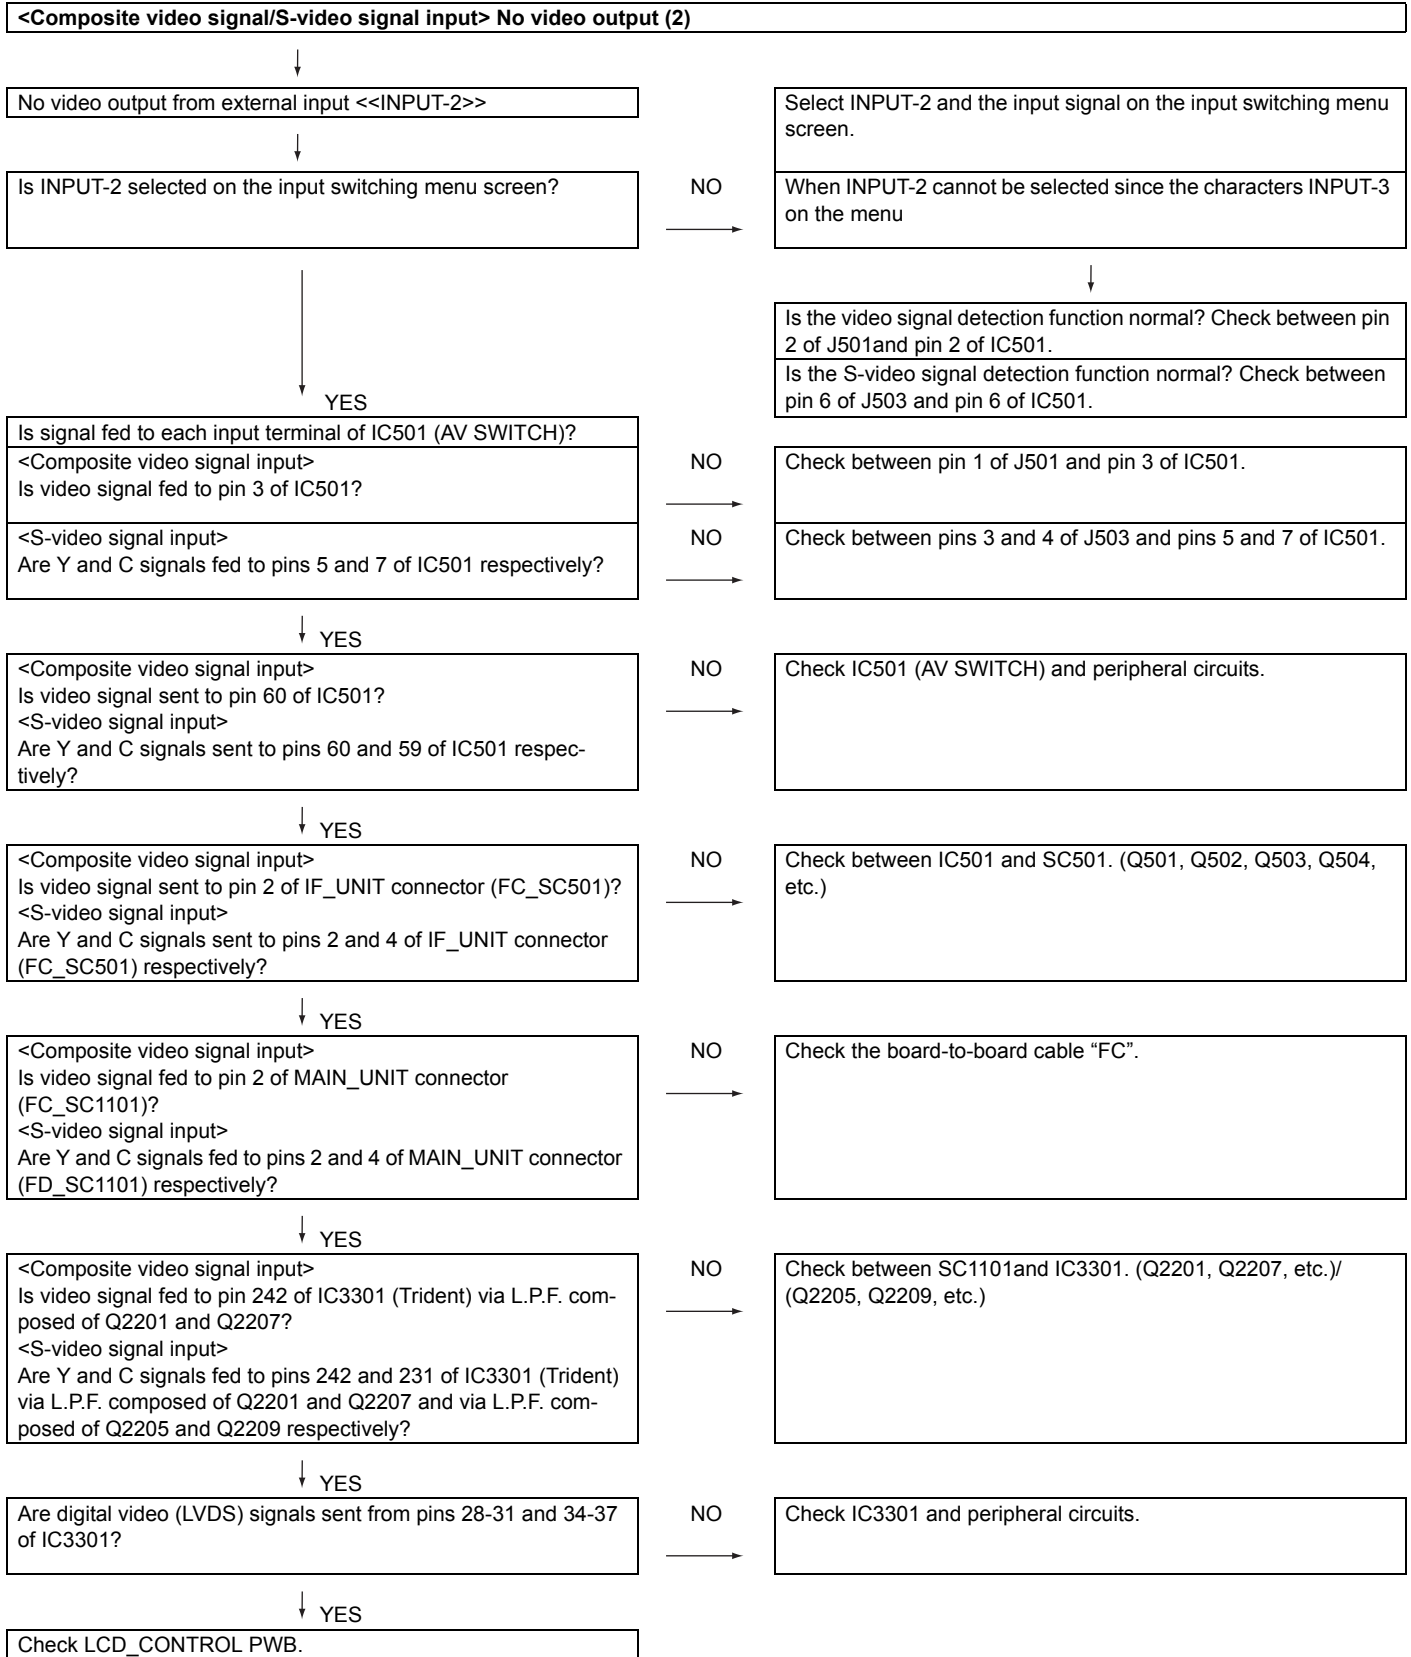 <Composite video signal/S-video signal input> No video output (2)
No video output from external input <<INPUT-2>>
Select INPUT-2 and the input signal on the input switching menu
screen.
Is INPUT-2 selected on the input switching menu screen?
NO
When INPUT-2 cannot be selected since the characters INPUT-3
on the menu
Is the video signal detection function normal? Check between pin
2 of J501and pin 2 of IC501.
Is the S-video signal detection function normal? Check between
pin 6 of J503 and pin 6 of IC501.
YES
Is signal fed to each input terminal of IC501 (AV SWITCH)?
<Composite video signal input>
Is video signal fed to pin 3 of IC501?
NO
Check between pin 1 of J501 and pin 3 of IC501.
<S-video signal input>
Are Y and C signals fed to pins 5 and 7 of IC501 respectively?
NO
Check between pins 3 and 4 of J503 and pins 5 and 7 of IC501.
YES
<Composite video signal input>
Is video signal sent to pin 60 of IC501?
<S-video signal input>
Are Y and C signals sent to pins 60 and 59 of IC501 respec-
tively?
NO
Check IC501 (AV SWITCH) and peripheral circuits.
YES
<Composite video signal input>
Is video signal sent to pin 2 of IF_UNIT connector (FC_SC501)?
<S-video signal input>
Are Y and C signals sent to pins 2 and 4 of IF_UNIT connector
(FC_SC501) respectively?
NO
Check between IC501 and SC501. (Q501, Q502, Q503, Q504,
etc.)
YES
<Composite video signal input>
Is video signal fed to pin 2 of MAIN_UNIT connector
(FC_SC1101)?
<S-video signal input>
Are Y and C signals fed to pins 2 and 4 of MAIN_UNIT connector
(FD_SC1101) respectively?
NO
Check the board-to-board cable “FC”.
YES
<Composite video signal input>
Is video signal fed to pin 242 of IC3301 (Trident) via L.P.F. com-
posed of Q2201 and Q2207?
<S-video signal input>
Are Y and C signals fed to pins 242 and 231 of IC3301 (Trident)
via L.P.F. composed of Q2201 and Q2207 and via L.P.F. com-
posed of Q2205 and Q2209 respectively?
NO
Check between SC1101and IC3301. (Q2201, Q2207, etc.)/
(Q2205, Q2209, etc.)
YES
Are digital video (LVDS) signals sent from pins 28-31 and 34-37
of IC3301?
NO
Check IC3301 and peripheral circuits.
YES
Check LCD_CONTROL PWB.